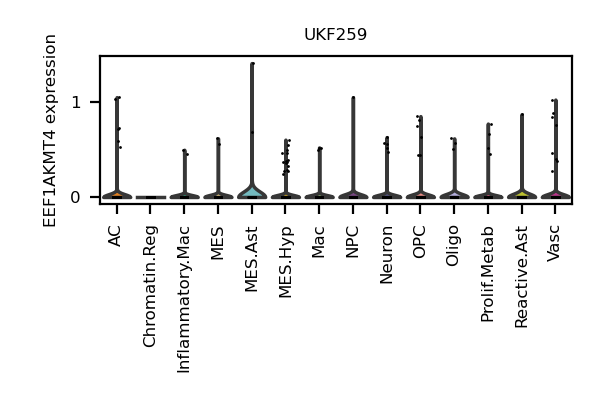 UKF259
EEF1AKMT4 expression
1
0
AC
Chromatin.Reg
Inflammatory.Mac
MES
MES.Ast
MES.Hyp
Mac
NPC
Neuron
OPC
Oligo
Prolif.Metab
Reactive.Ast
Vasc